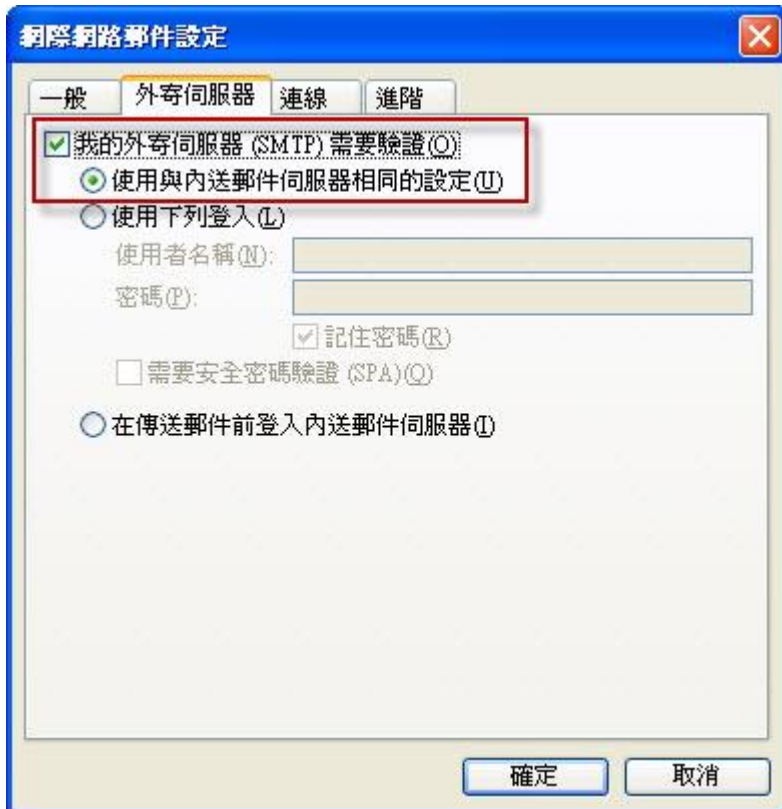 網際網路郵件設定
一般 外寄伺服器 連線 進階
我的外寄伺服器 (SMTP) 需要驗證(O)
使用與內送郵件伺服器相同的設定(U)
使用下列登入(L)
使用者名稱(N):
密碼(P):
記住密碼(R)
需要安全密碼驗證 (SPA)(Q)
在傳送郵件前登入內送郵件伺服器(I)
確定 取消